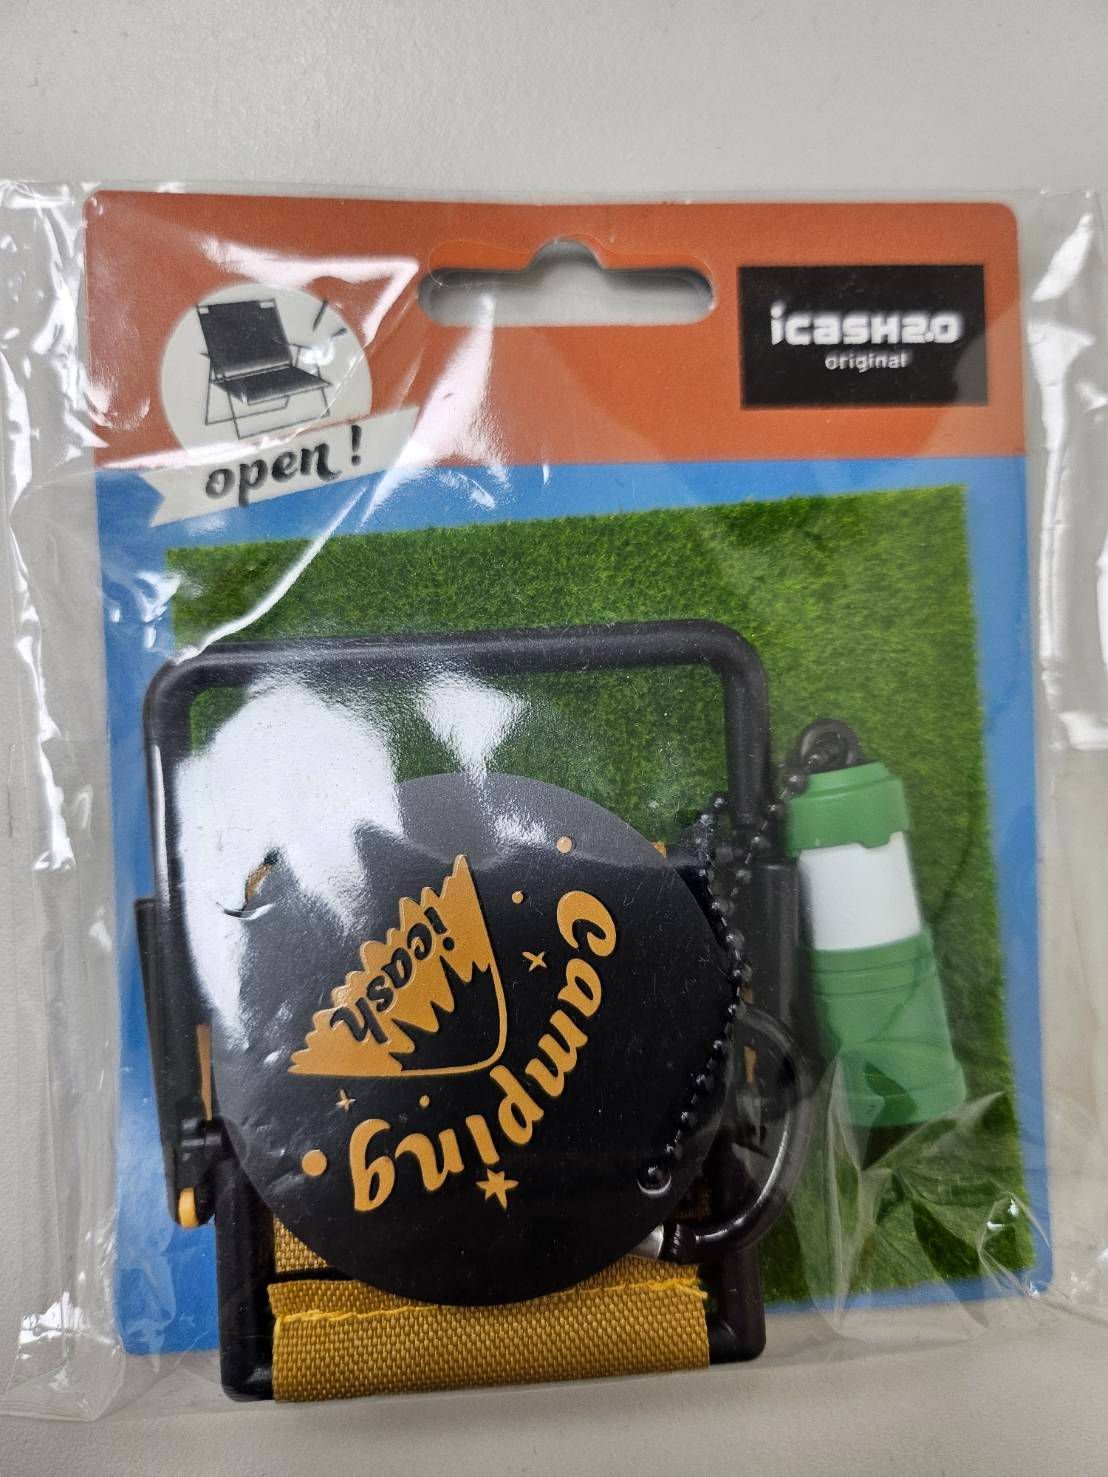 icash2.0
original
open!
icash
camping